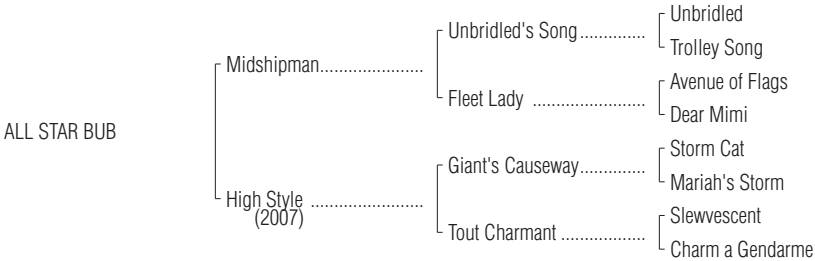 Unbridled
Unbridled's Song..............
Trolley Song
Midshipman......................
Avenue of Flags
Fleet Lady ........................
Dear Mimi
ALL STAR BUB
Storm Cat
Giant's Causeway..............
Mariah's Storm
High Style ........................
(2007)
Slewvescent
Tout Charmant ..................
Charm a Gendarme